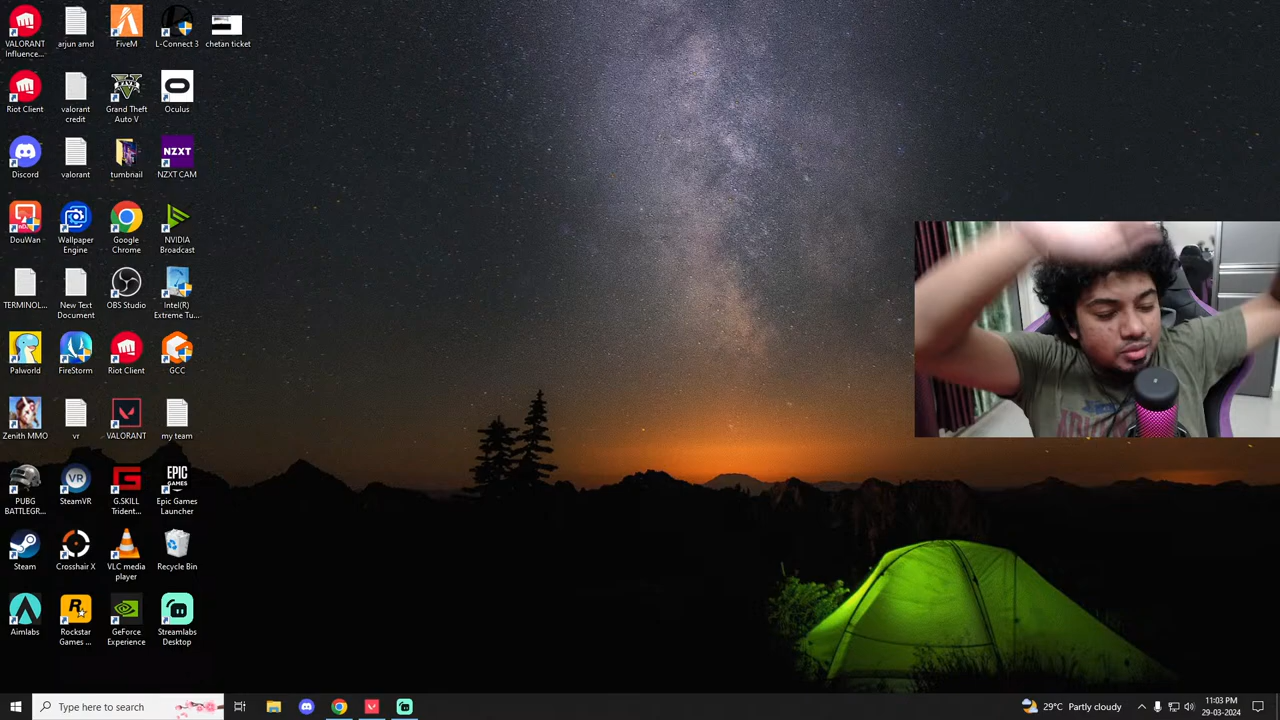 VALORANT
Influence...
arjun amd
FiveM
L-Connect 3
chetan ticket
Riot Client
valorant
credit
Grand Theft
Auto V
Oculus
Discord
valorant
tumbnail
NZXT
NZXT CAM
DouWan
Wallpaper
Engine
Google
Chrome
NVIDIA
Broadcast
TERMINOL...
New Text
Document
OBS Studio
Intel(R)
Extreme Tu...
Palworld
FireStorm
Riot Client
GCC
Zenith MMO
vr
VALORANT
my team
PUBG
BATTLEGR...
VR
SteamVR
G.SKILL
Trident...
EPIC
GAMES
Epic Games
Launcher
Steam
Crosshair X
VLC media
player
Recycle Bin
Aimlabs
Rockstar
Games ...
GeForce
Experience
Streamlabs
Desktop
Type here to search
29°C Partly cloudy
11:03 PM
29-03-2024